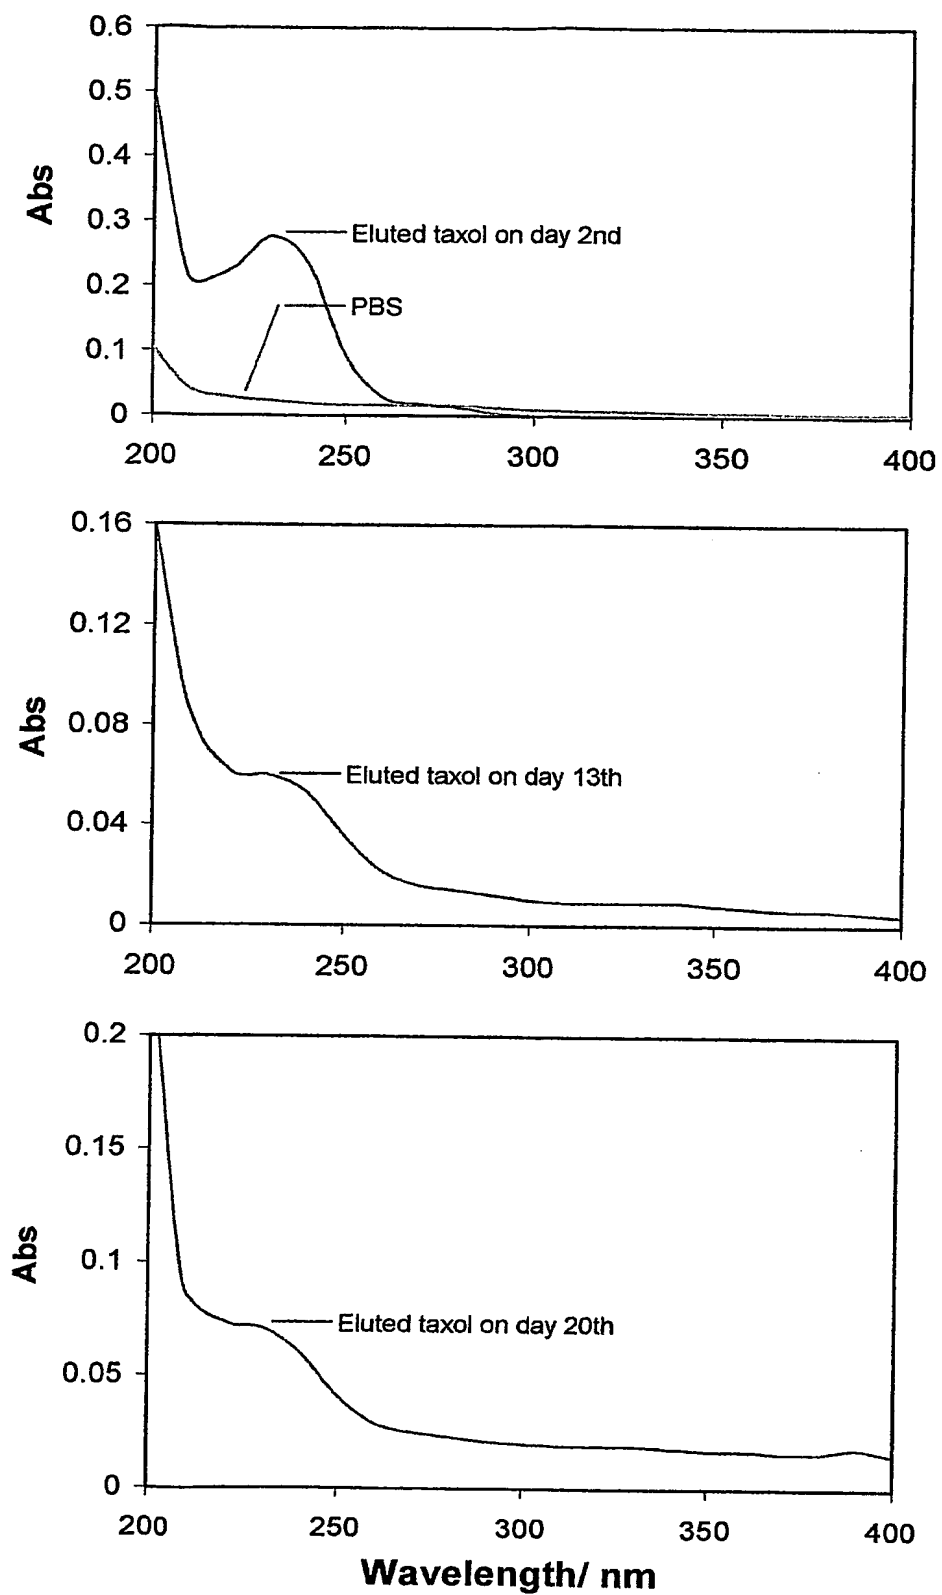 0.6
0.5
0.4
0.3
0.2
0.1
0
Abs
Eluted taxol on day 2nd
PBS
200 250 300 350 400
0.16
0.12
0.08
0.04
0
Abs
Eluted taxol on day 13th
200 250 300 350 400
0.2
0.15
0.1
0.05
0
Abs
Eluted taxol on day 20th
200 250 300 350 400
Wavelength/ nm